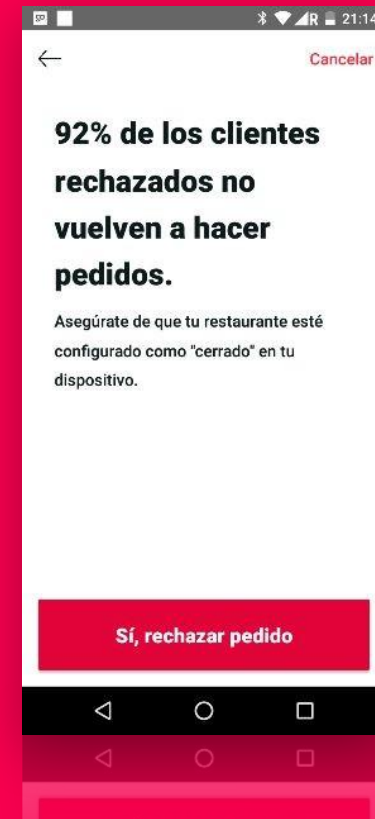 R 21:14
Cancelar
92% de los clientes
rechazados no
vuelven a hacer
pedidos.
Asegúrate de que tu restaurante esté
configurado como "cerrado" en tu
dispositivo.
Sí, rechazar pedido